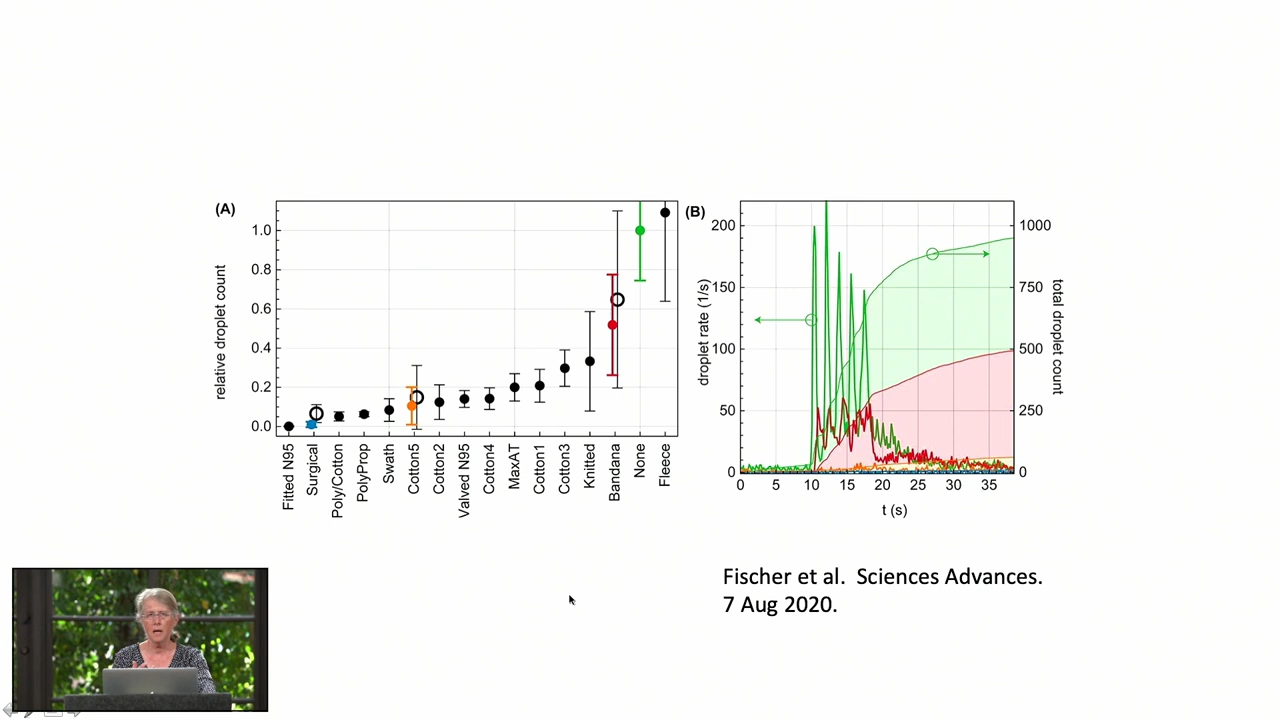 (A)
relative droplet count
1.0
0.8
0.6
0.4
0.2
0.0
Fitted N95
Surgical
Poly/Cotton
PolyProp
Swath
Cotton5
Cotton2
Valved N95
Cotton4
MaxAT
Cotton1
Cotton3
Knitted
Bandana
None
Fleece
(B)
droplet rate (1/s)
200
150
100
50
0
0 5 10 15 20 25 30 35
t (s)
1000
750
500
250
0
total droplet count
Fischer et al. Sciences Advances.
7 Aug 2020.